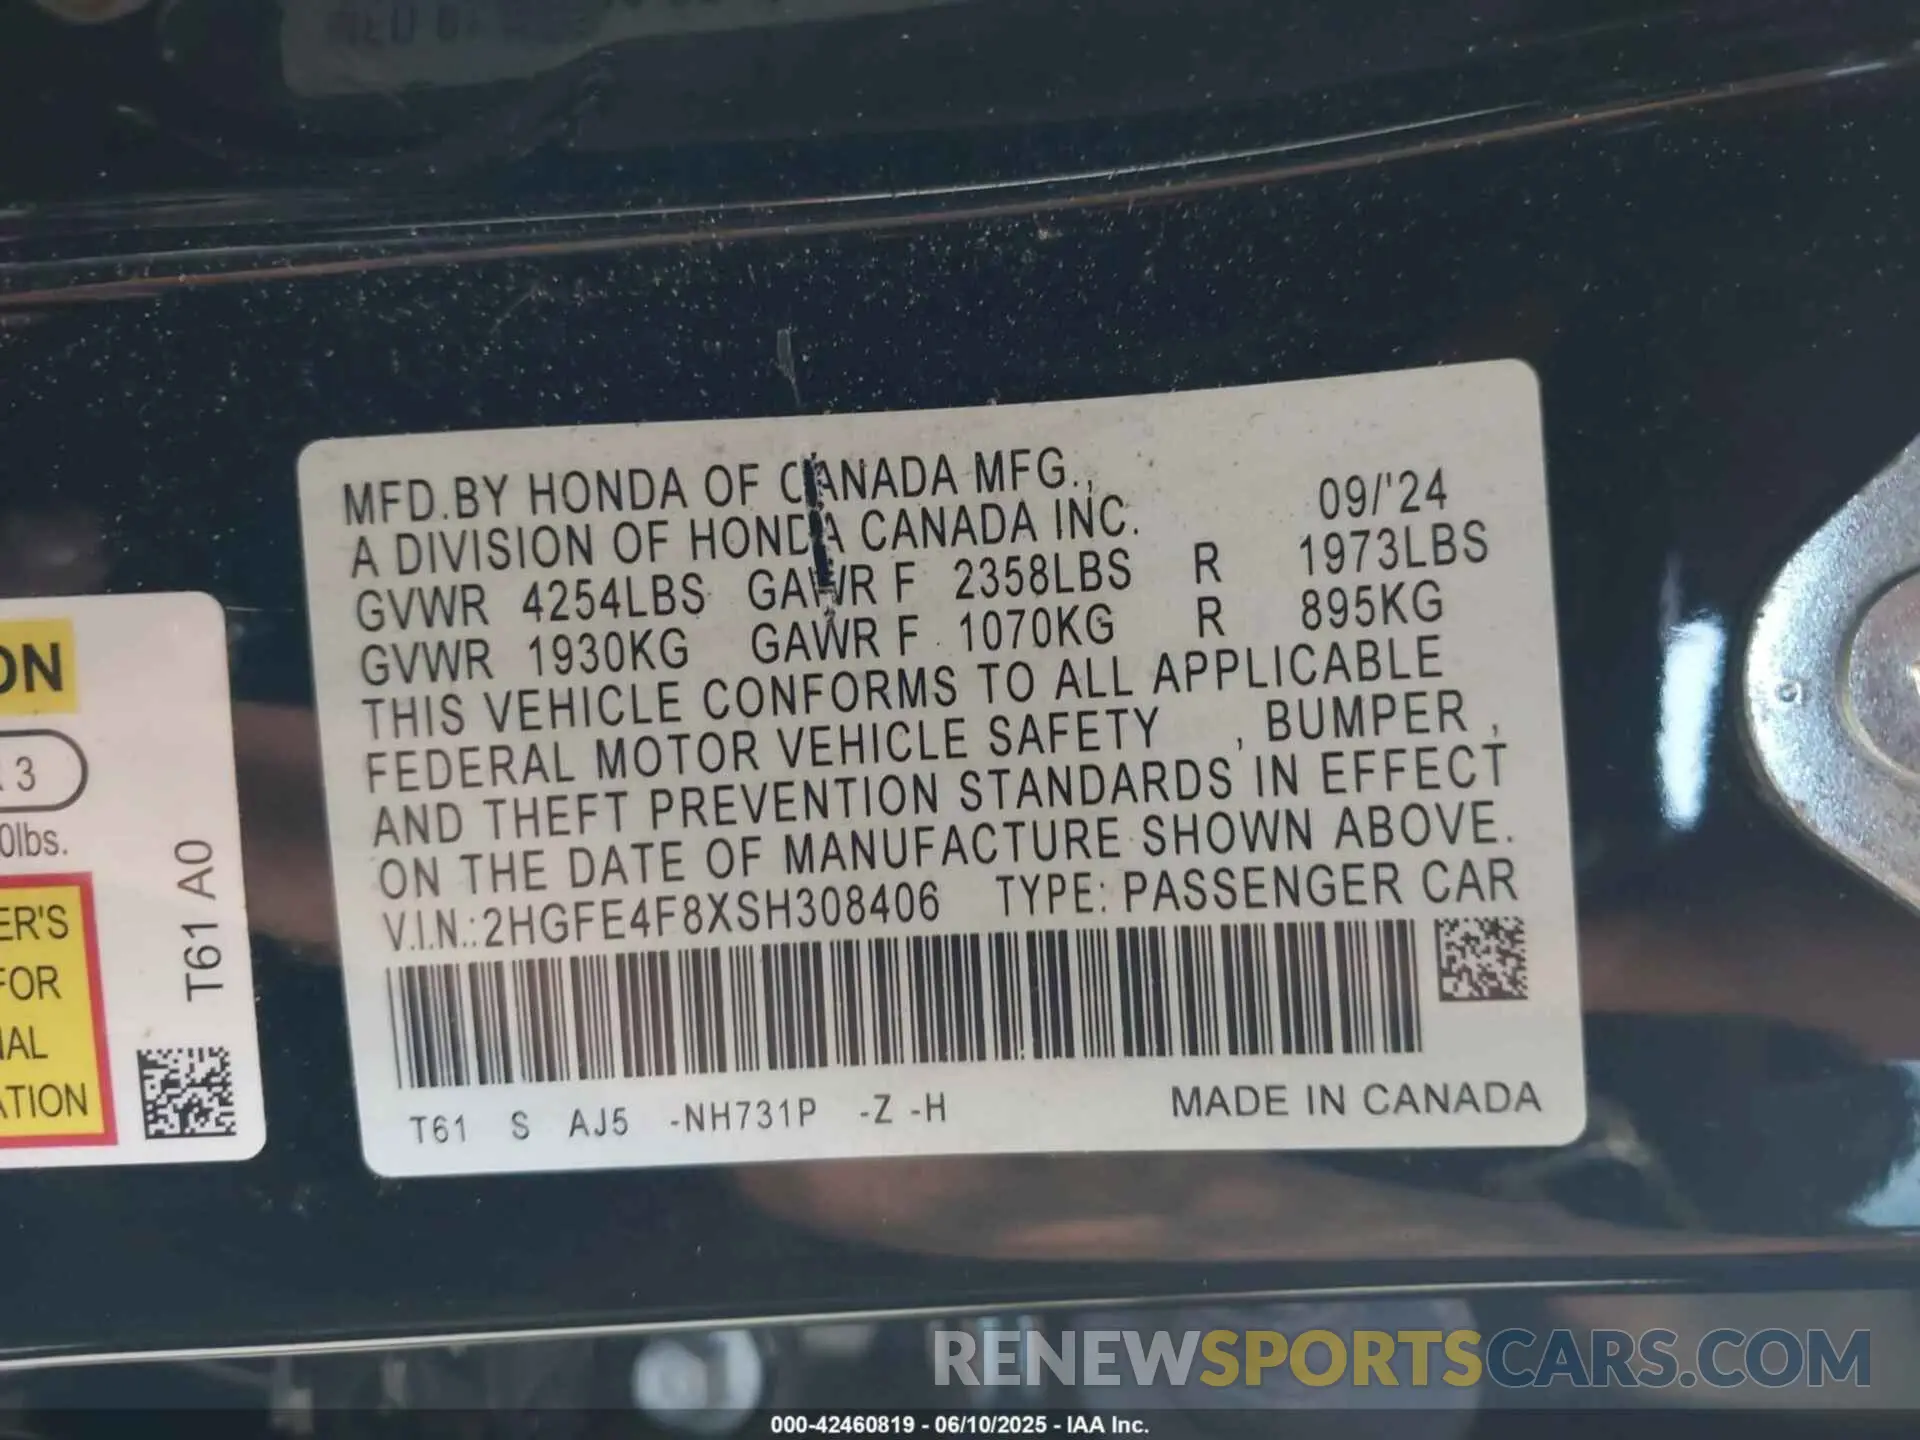 MFD.BY HONDA OF CANADA MFG.,
A DIVISION OF HONDA CANADA INC. 09/'24
GVWR 4254LBS GAWR F 2358LBS R 1973LBS
GVWR 1930KG GAWR F 1070KG R 895KG
THIS VEHICLE CONFORMS TO ALL APPLICABLE
FEDERAL MOTOR VEHICLE SAFETY , BUMPER ,
AND THEFT PREVENTION STANDARDS IN EFFECT
ON THE DATE OF MANUFACTURE SHOWN ABOVE.
V.I.N.:2HGFE4F8XSH308406 TYPE: PASSENGER CAR
T61 S AJ5 -NH731P -Z -H MADE IN CANADA
ON
3
0lbs.
ER'S
FOR
IAL
ATION
T61 A0
RENEWSPORTSCARS.COM
000-42460819 - 06/10/2025 - IAA Inc.